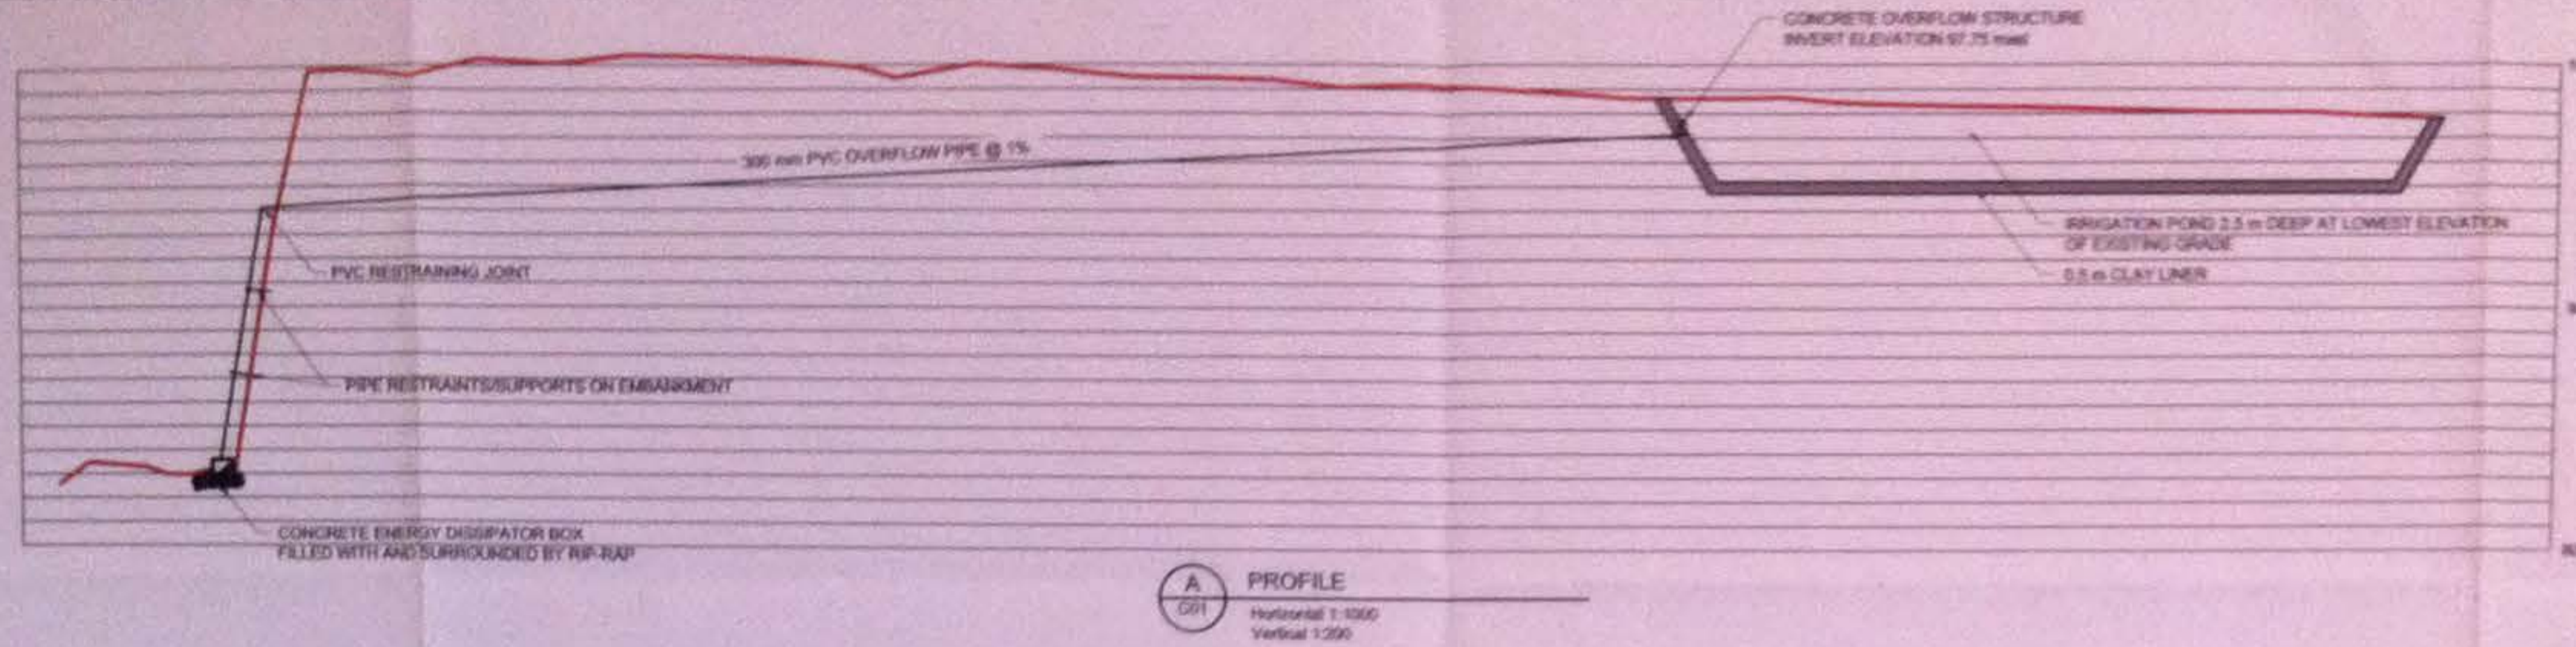 CONCRETE OVERFLOW STRUCTURE
INVERT ELEVATION 97.75 masl
300 mm PVC OVERFLOW PIPE @ 1%
IRRIGATION POND 2.5 m DEEP AT LOWEST ELEVATION
OF EXISTING GRADE
PVC RESTRAINING JOINT
0.5 m CLAY LINER
PIPE RESTRAINTS/SUPPORTS ON EMBANKMENT
CONCRETE ENERGY DISSIPATOR BOX
FILLED WITH AND SURROUNDED BY RIP-RAP
A
G01
PROFILE
Horizontal 1:1000
Vertical 1:200